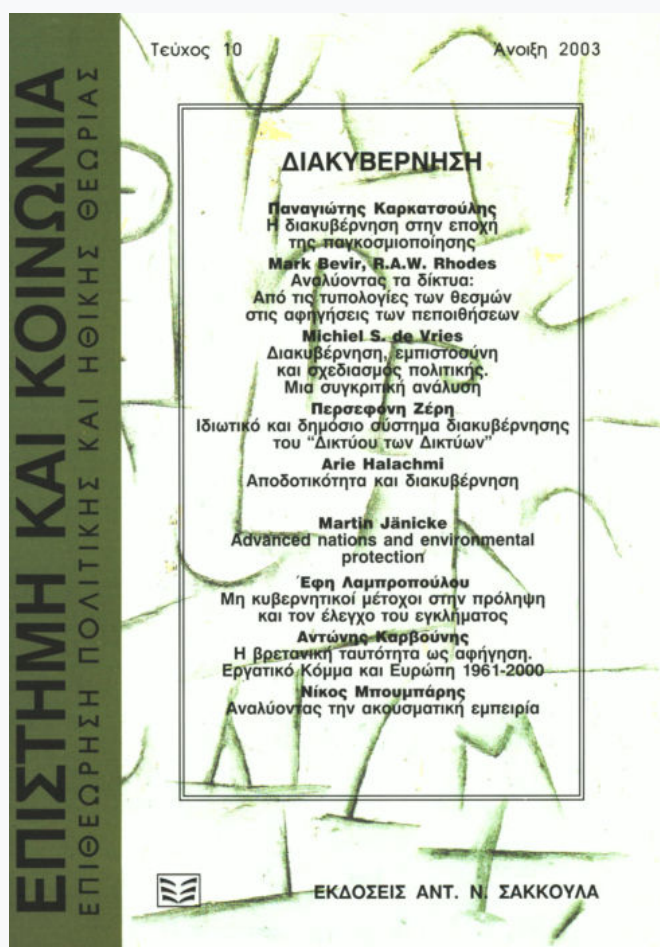 ΕΠΙΣΤΗΜΗ ΚΑΙ ΚΟΙΝΩΝΙΑ
ΕΠΙΘΕΩΡΗΣΗ ΠΟΛΙΤΙΚΗΣ ΚΑΙ ΗΘΙΚΗΣ ΘΕΩΡΙΑΣ
Τεύχος 10
Άνοιξη 2003
ΔΙΑΚΥΒΕΡΝΗΣΗ
Παναγιώτης Καρκατσούλης
Η διακυβέρνηση στην εποχή
της παγκοσμιοποίησης
Mark Bevir, R.A.W. Rhodes
Αναλύοντας τα δίκτυα:
Από τις τυπολογίες των θεσμών
στις αφηγήσεις των πεποιθήσεων
Michiel S. de Vries
Διακυβέρνηση, εμπιστοσύνη
και σχεδιασμός πολιτικής.
Μια συγκριτική ανάλυση
Περσεφόνη Ζέρη
Ιδιωτικό και δημόσιο σύστημα διακυβέρνησης
του “Δικτύου των Δικτύων”
Arie Halachmi
Αποδοτικότητα και διακυβέρνηση
Martin Jänicke
Advanced nations and environmental
protection
Έφη Λαμπροπούλου
Μη κυβερνητικοί μέτοχοι στην πρόληψη
και τον έλεγχο του εγκλήματος
Αντώνης Καρβούνης
Η βρετανική ταυτότητα ως αφήγηση.
Εργατικό Κόμμα και Ευρώπη 1961-2000
Νίκος Μπουμπάρης
Αναλύοντας την ακουσματική εμπειρία
ΕΚΔΟΣΕΙΣ ΑΝΤ. Ν. ΣΑΚΚΟΥΛΑ